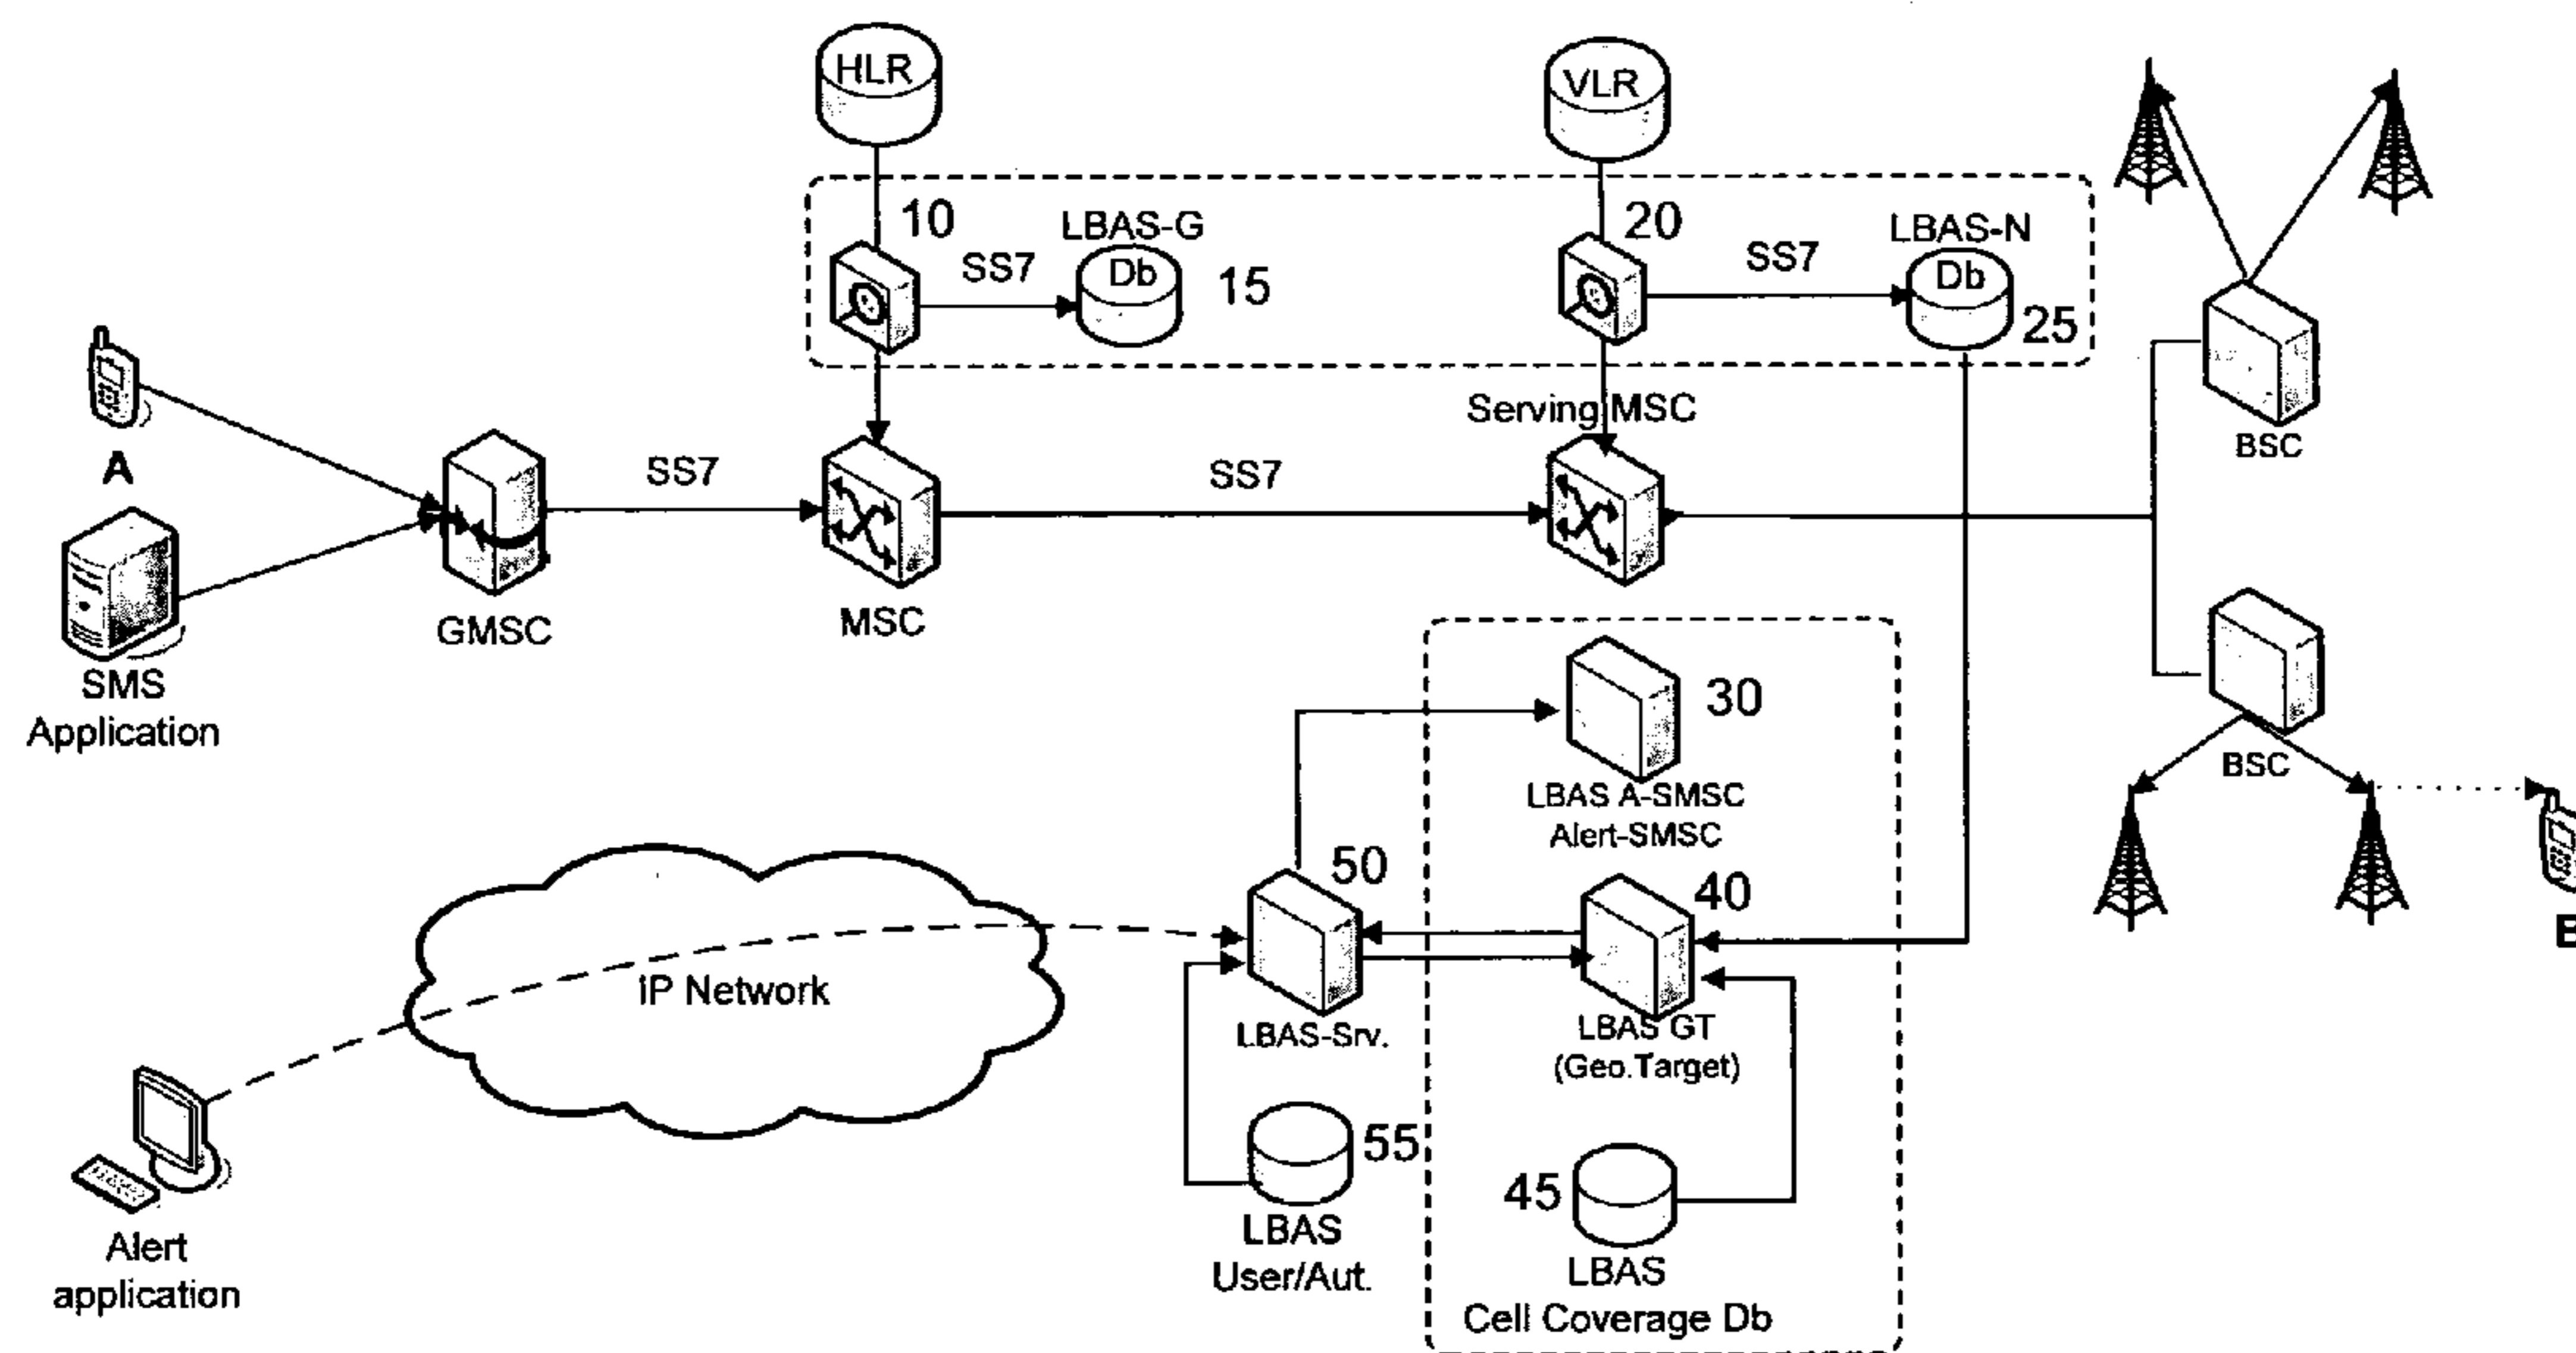 HLR
VLR
10
LBAS-G
SS7
Db
15
20
LBAS-N
SS7
Db
25
Serving MSC
A
SS7
SS7
BSC
GMSC
MSC
SMS
Application
30
LBAS A-SMSC
Alert-SMSC
BSC
B
50
40
IP Network
LBAS-Srv.
LBAS GT
(Geo.Target)
55
45
LBAS
User/Aut.
LBAS
Cell Coverage Db
Alert
application